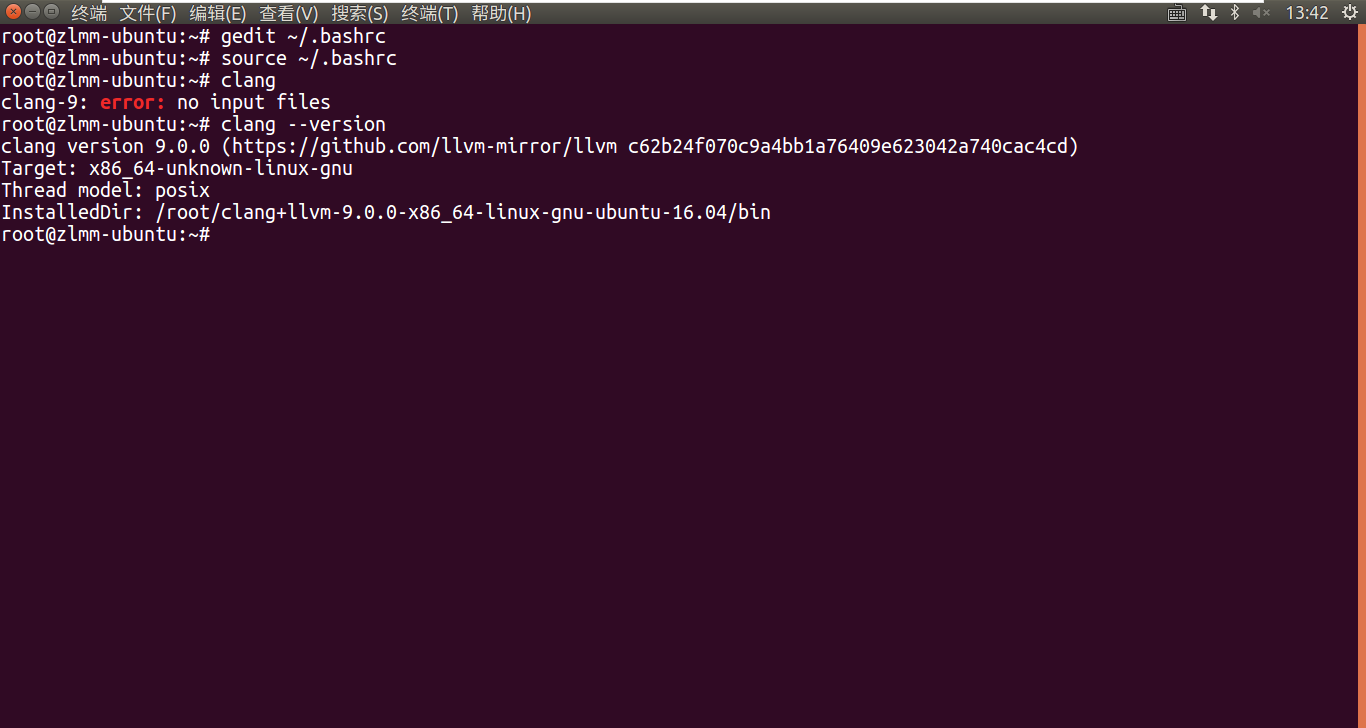 终端 文件(F) 编辑(E) 查看(V) 搜索(S) 终端(T) 帮助(H) 13:42
root@zlmm-ubuntu:~# gedit ~/.bashrc
root@zlmm-ubuntu:~# source ~/.bashrc
root@zlmm-ubuntu:~# clang
clang-9: error: no input files
root@zlmm-ubuntu:~# clang --version
clang version 9.0.0 (https://github.com/llvm-mirror/llvm c62b24f070c9a4bb1a76409e623042a740cac4cd)
Target: x86_64-unknown-linux-gnu
Thread model: posix
InstalledDir: /root/clang+llvm-9.0.0-x86_64-linux-gnu-ubuntu-16.04/bin
root@zlmm-ubuntu:~#